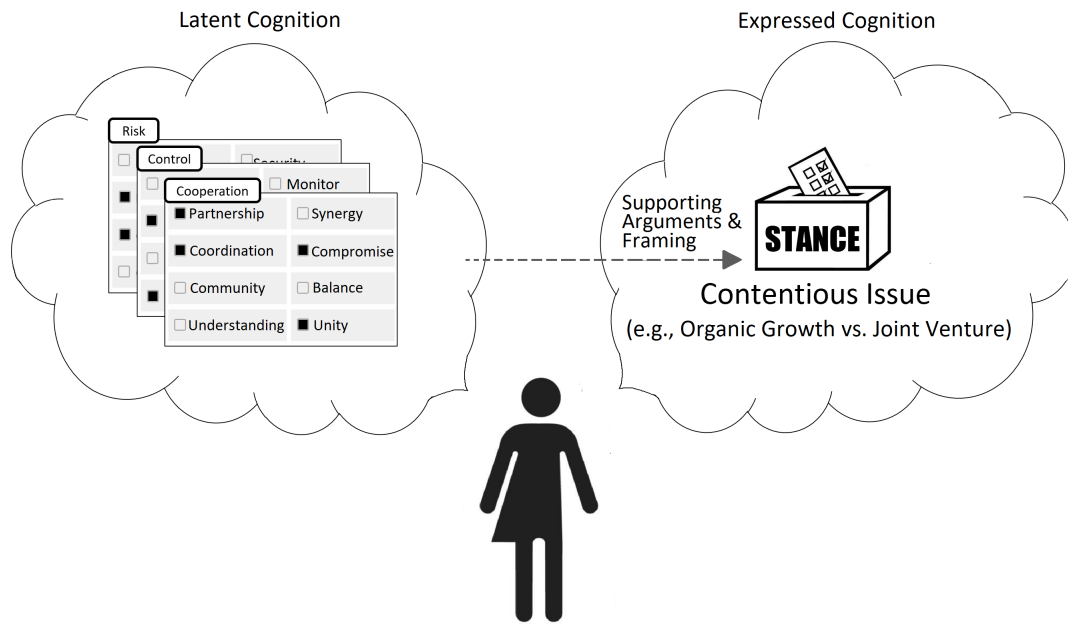 Latent Cognition
Expressed Cognition
Risk
Security
Control
Monitor
Cooperation
Partnership
Synergy
Coordination
Compromise
Community
Balance
Understanding
Unity
Supporting
Arguments &
Framing
STANCE
Contentious Issue
(e.g., Organic Growth vs. Joint Venture)